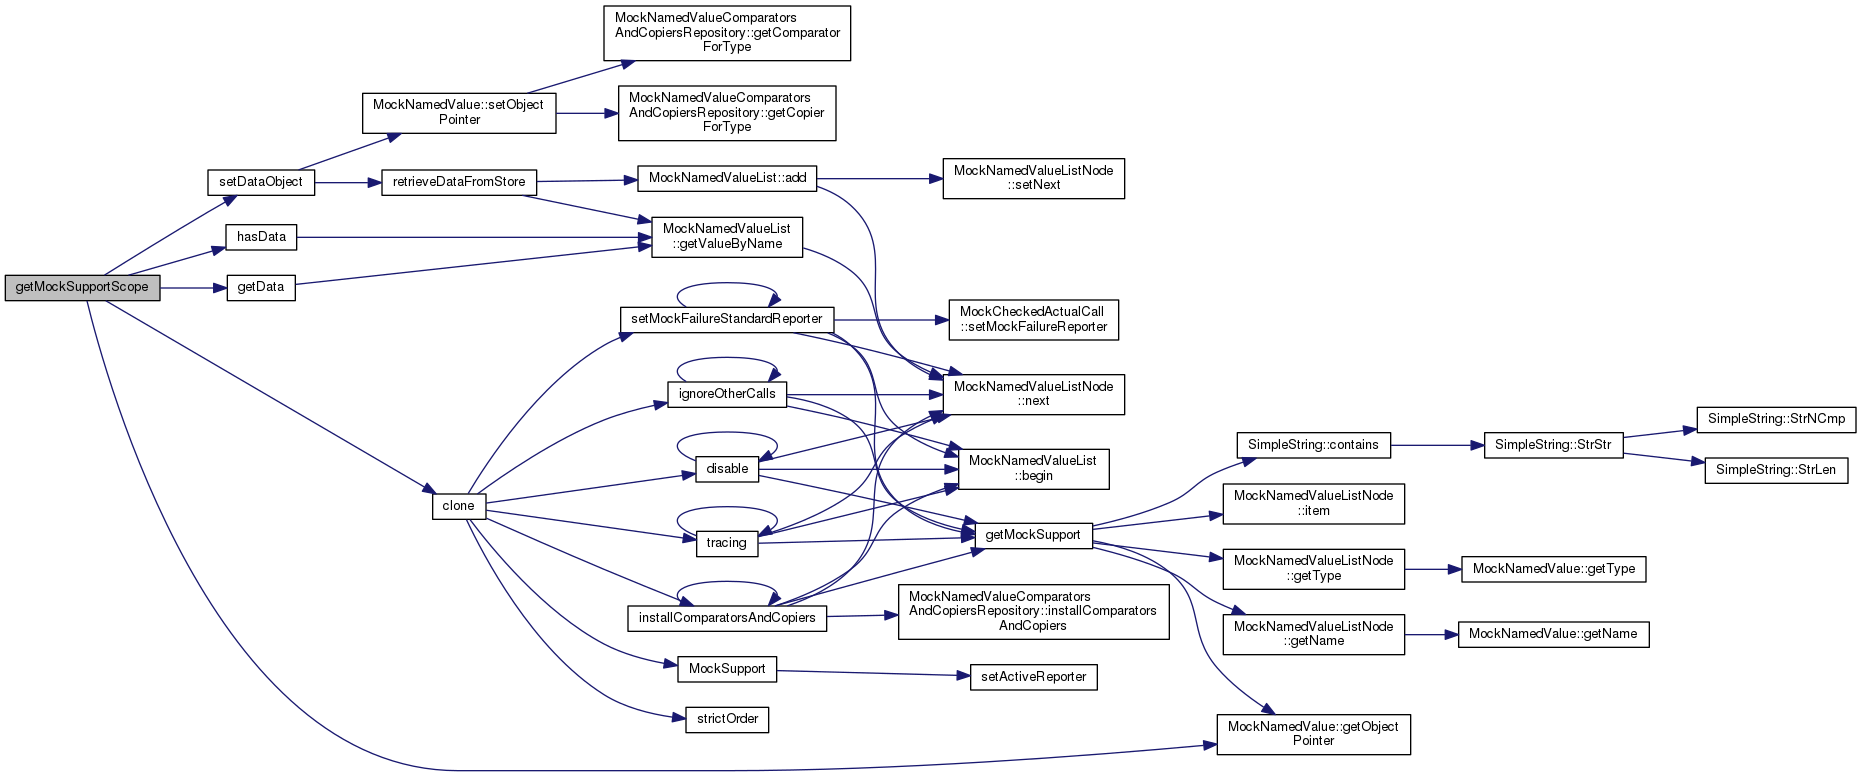 MockNamedValueComparators
AndCopiersRepository::getComparator
ForType
MockNamedValue::setObject
Pointer
MockNamedValueComparators
AndCopiersRepository::getCopier
ForType
setDataObject
retrieveDataFromStore
MockNamedValueList::add
MockNamedValueListNode
::setNext
hasData
MockNamedValueList
::getValueByName
getMockSupportScope
getData
setMockFailureStandardReporter
MockCheckedActualCall
::setMockFailureReporter
ignoreOtherCalls
MockNamedValueListNode
::next
disable
MockNamedValueList
::begin
SimpleString::contains
SimpleString::StrStr
SimpleString::StrNCmp
SimpleString::StrLen
clone
tracing
getMockSupport
MockNamedValueListNode
::item
MockNamedValueListNode
::getType
MockNamedValue::getType
installComparatorsAndCopiers
MockNamedValueComparators
AndCopiersRepository::installComparators
AndCopiers
MockNamedValueListNode
::getName
MockNamedValue::getName
MockSupport
setActiveReporter
strictOrder
MockNamedValue::getObject
Pointer